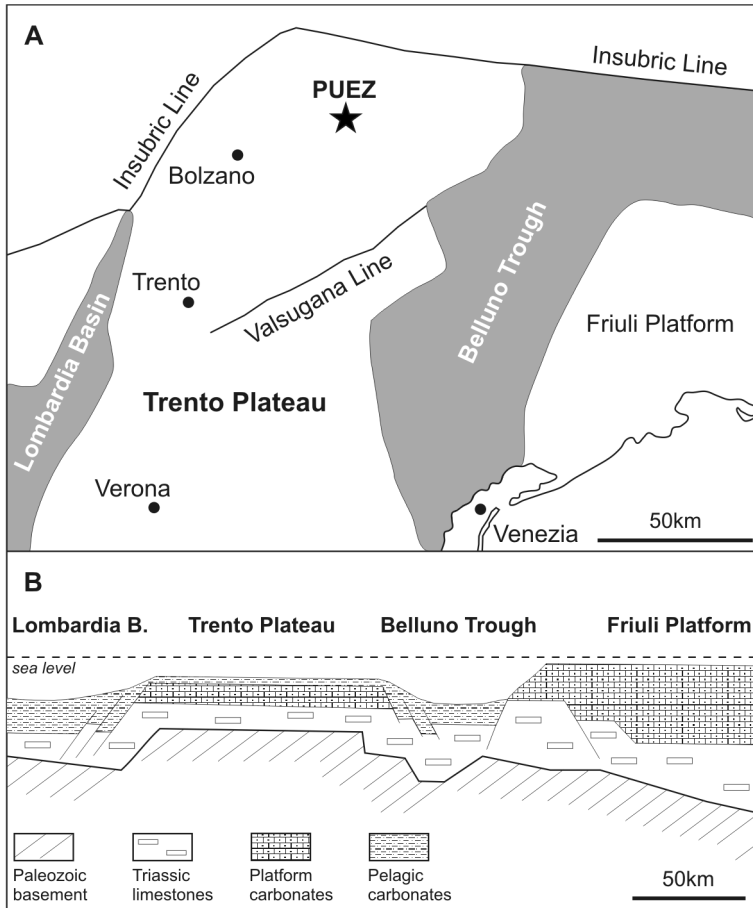 A
Insubric Line
Insubric Line
PUEZ
Bolzano
Trento
Valsugana Line
Belluno Trough
Friuli Platform
Lombardia Basin
Trento Plateau
Verona
Venezia
50km
B
Lombardia B.
Trento Plateau
Belluno Trough
Friuli Platform
sea level
Paleozoic
basement
Triassic
limestones
Platform
carbonates
Pelagic
carbonates
50km